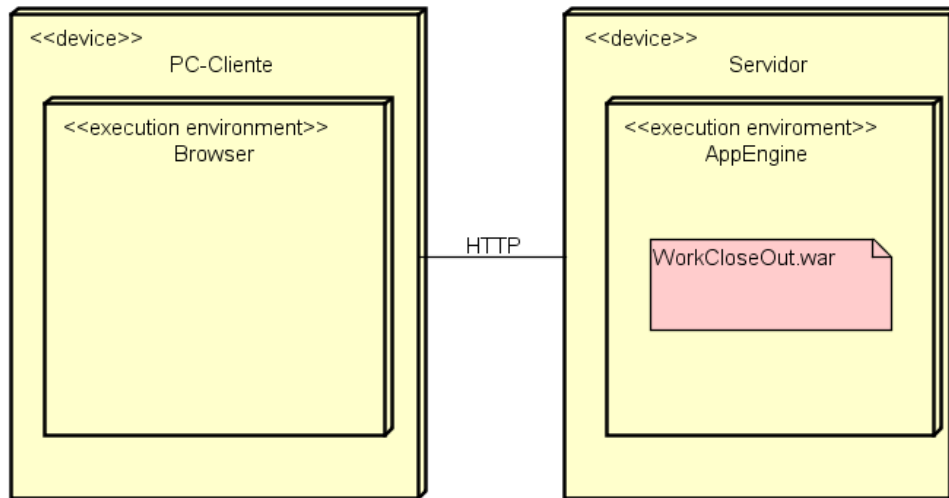 <<device>>
PC-Cliente
<<execution environment>>
Browser
HTTP
<<device>>
Servidor
<<execution enviroment>>
AppEngine
WorkCloseOut.war